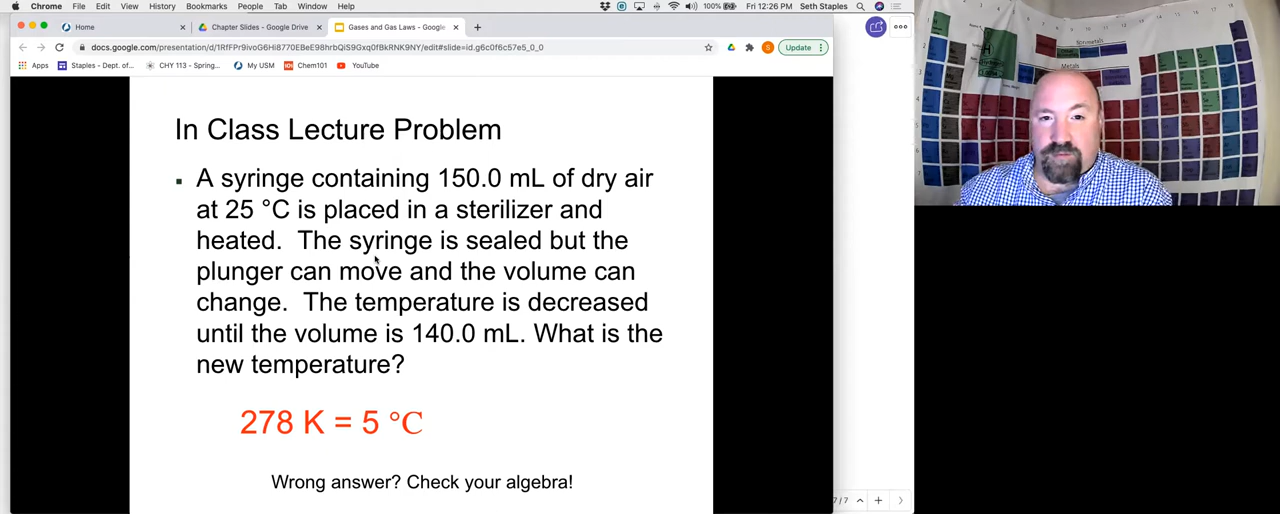 Chrome File Edit View History Bookmarks People Tab Window Help 100% Fri 12:26 PM Seth Staples
Home Chapter Slides - Google Drive Gases and Gas Laws - Google
docs.google.com/presentation/d/1RfFPr9ivoG6Hi8770EBeE98hrbQiS9Gxq0fBkRNK9NY/edit#slide=id.g6c0f6c57e5_0_0 Update
Apps Staples - Dept. of... CHY 113 - Spring... My USM Chem101 YouTube
In Class Lecture Problem
A syringe containing 150.0 mL of dry air
at 25 °C is placed in a sterilizer and
heated. The syringe is sealed but the
plunger can move and the volume can
change. The temperature is decreased
until the volume is 140.0 mL. What is the
new temperature?
278 K = 5 °C
Wrong answer? Check your algebra!
7 / 7
Metals